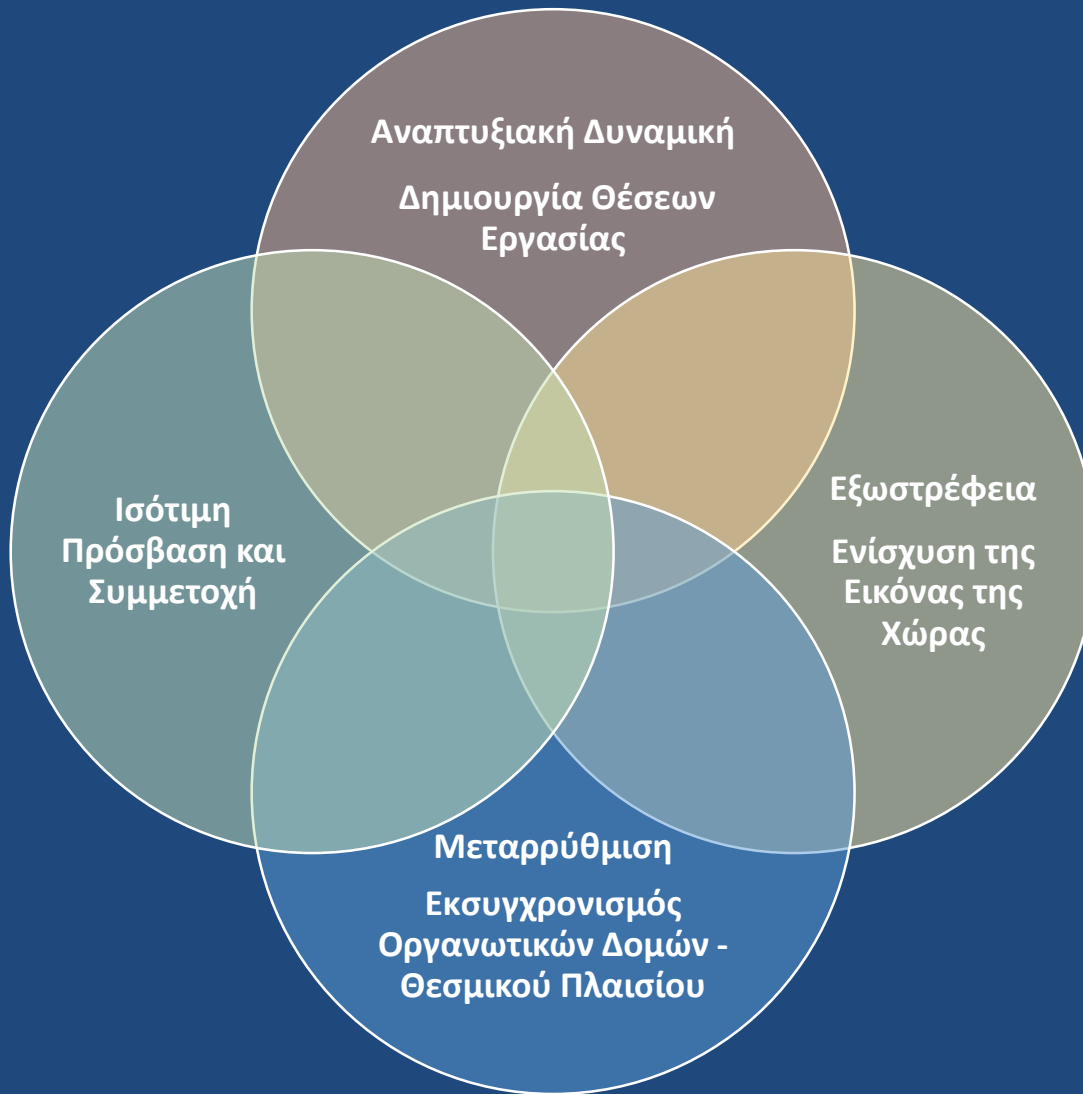 Αναπτυξιακή Δυναμική
Δημιουργία Θέσεων
Εργασίας
Ισότιμη
Πρόσβαση και
Συμμετοχή
Εξωστρέφεια
Ενίσχυση της
Εικόνας της
Χώρας
Μεταρρύθμιση
Εκσυγχρονισμός
Οργανωτικών Δομών -
Θεσμικού Πλαισίου